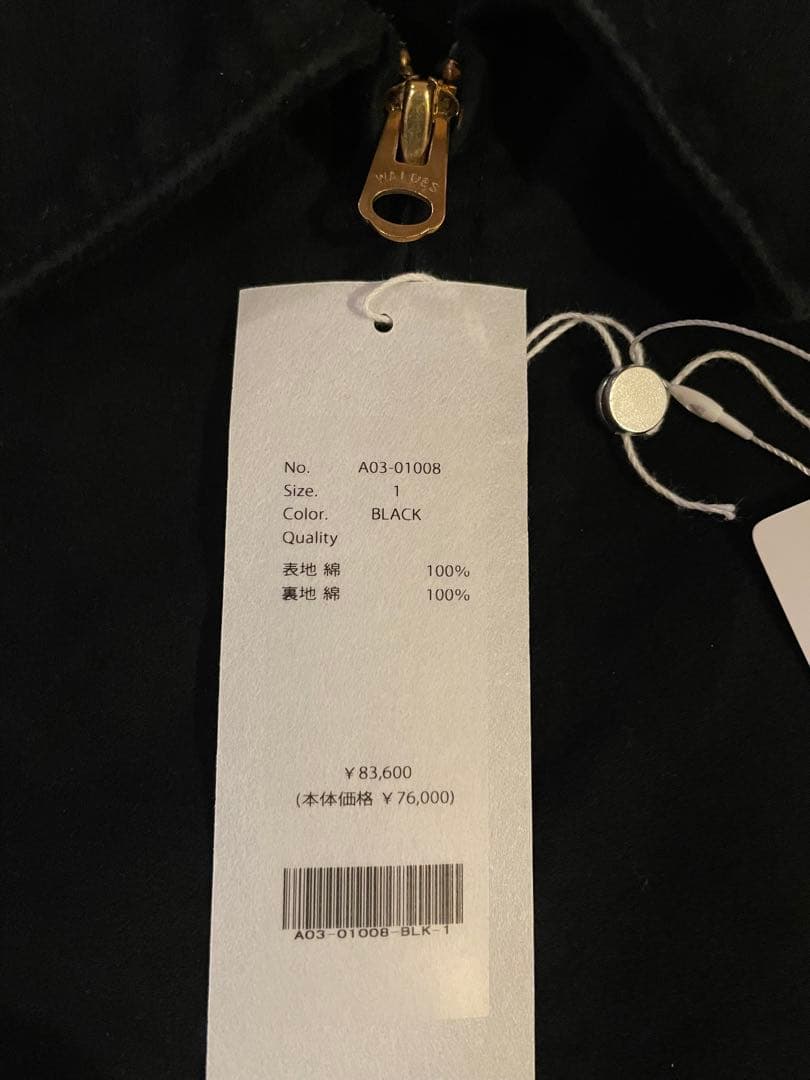 WALDES
No. A03-01008
Size. 1
Color. BLACK
Quality
表地 綿 100%
裏地 綿 100%
￥83,600
(本体価格 ￥76,000)
A03-01008-BLK-1